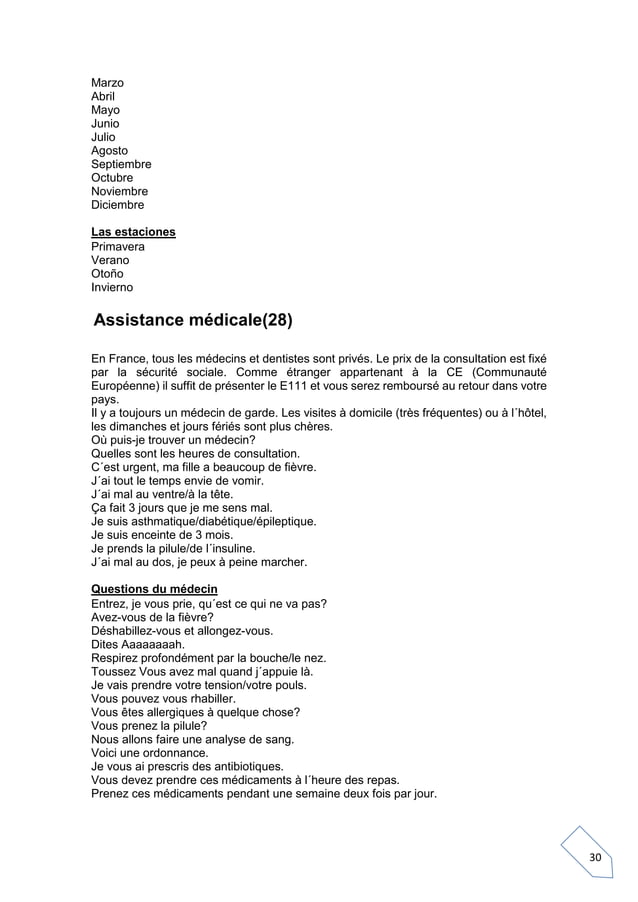 Marzo
Abril
Mayo
Junio
Julio
Agosto
Septiembre
Octubre
Noviembre
Diciembre
Las estaciones
Primavera
Verano
Otoño
Invierno
Assistance médicale(28)
En France, tous les médecins et dentistes sont privés. Le prix de la consultation est fixé
par la sécurité sociale. Comme étranger appartenant à la CE (Communauté
Européenne) il suffit de présenter le E111 et vous serez remboursé au retour dans votre
pays.
Il y a toujours un médecin de garde. Les visites à domicile (très fréquentes) ou à l´hôtel,
les dimanches et jours fériés sont plus chères.
Où puis-je trouver un médecin?
Quelles sont les heures de consultation.
C´est urgent, ma fille a beaucoup de fièvre.
J´ai tout le temps envie de vomir.
J´ai mal au ventre/à la tête.
Ça fait 3 jours que je me sens mal.
Je suis asthmatique/diabétique/épileptique.
Je suis enceinte de 3 mois.
Je prends la pilule/de l´insuline.
J´ai mal au dos, je peux à peine marcher.
Questions du médecin
Entrez, je vous prie, qu´est ce qui ne va pas?
Avez-vous de la fièvre?
Déshabillez-vous et allongez-vous.
Dites Aaaaaaaah.
Respirez profondément par la bouche/le nez.
Toussez Vous avez mal quand j´appuie là.
Je vais prendre votre tension/votre pouls.
Vous pouvez vous rhabiller.
Vous êtes allergiques à quelque chose?
Vous prenez la pilule?
Nous allons faire une analyse de sang.
Voici une ordonnance.
Je vous ai prescris des antibiotiques.
Vous devez prendre ces médicaments à l´heure des repas.
Prenez ces médicaments pendant une semaine deux fois par jour.
30